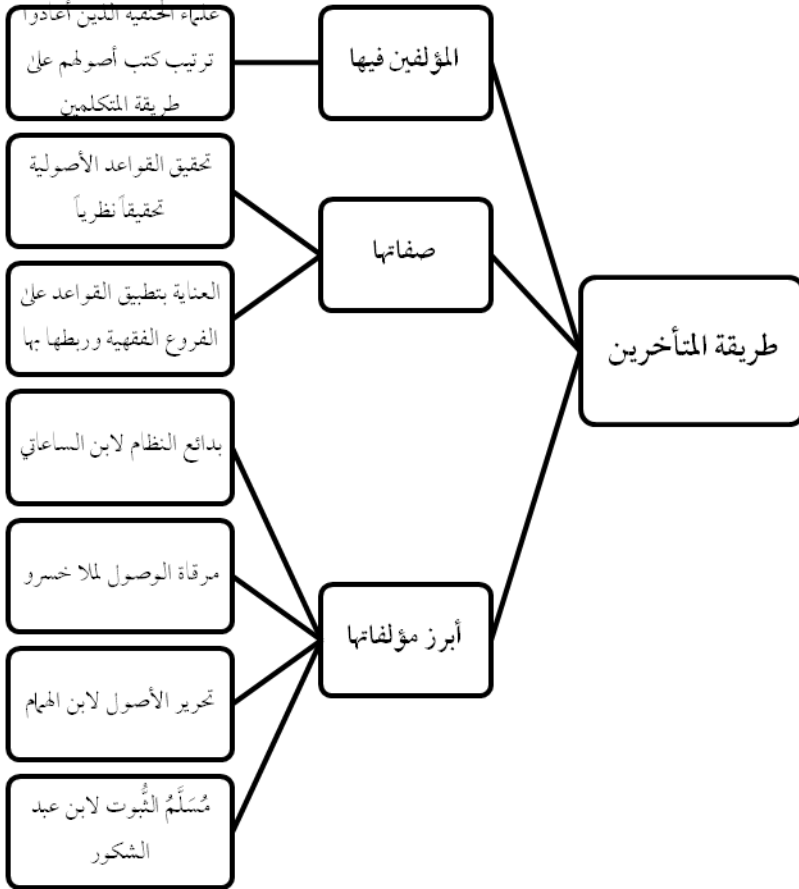 طريقة المتأخرين
المؤلفين فيها
علماء الحنفية الذين أعادوا
ترتيب كتب أصولهم على
طريقة المتكلمين
صفاتها
تحقيق القواعد الأصولية
تحقيقاً نظرياً
العناية بتطبيق القواعد على
الفروع الفقهية وربطها بها
أبرز مؤلفاتها
بدائع النظام لابن الساعاتي
مرقاة الوصول لملا خسرو
تحرير الأصول لابن الهمام
مُسَلَّمُ الثُّبوت لابن عبد
الشكور